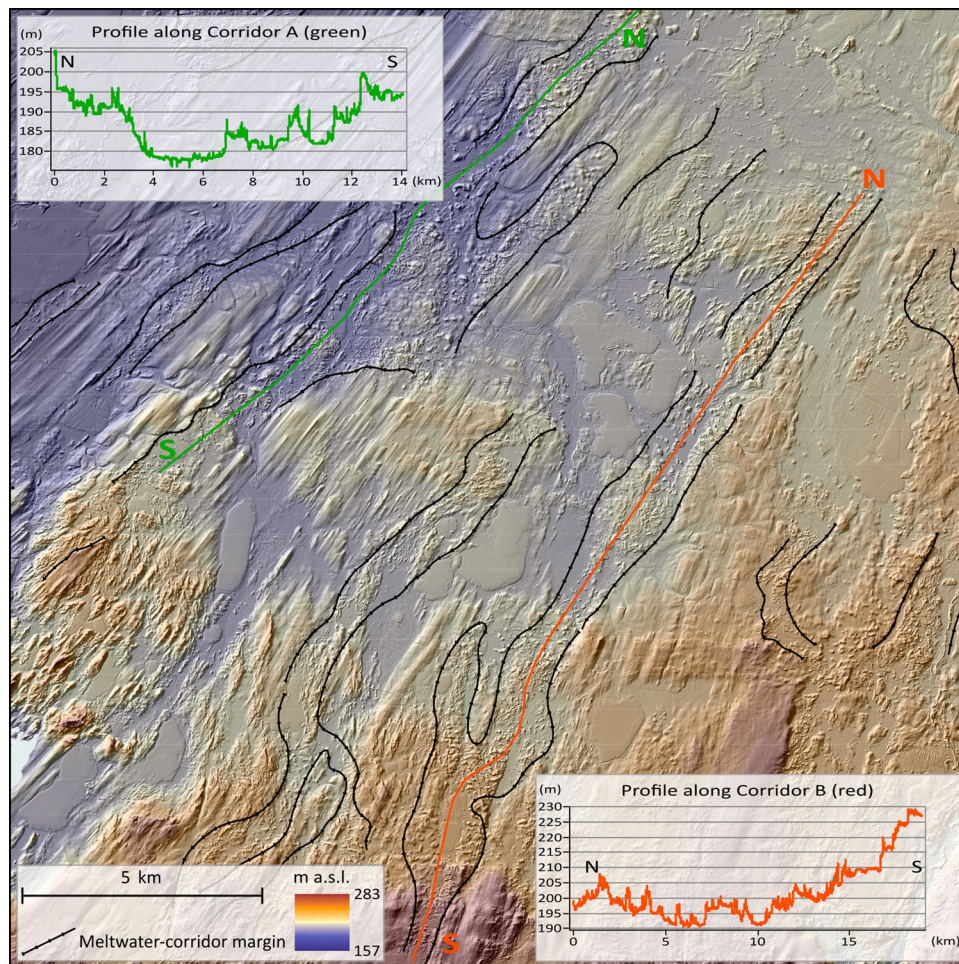 Profile along Corridor A (green)
(m)
205
200
195
190
185
180
N
S
0
2
4
6
8
10
12
14
(km)
N
N
S
S
Profile along Corridor B (red)
(m)
230
225
220
215
210
205
200
195
190
N
S
0
5
10
15
(km)
5 km
m a.s.l.
283
157
Meltwater-corridor margin